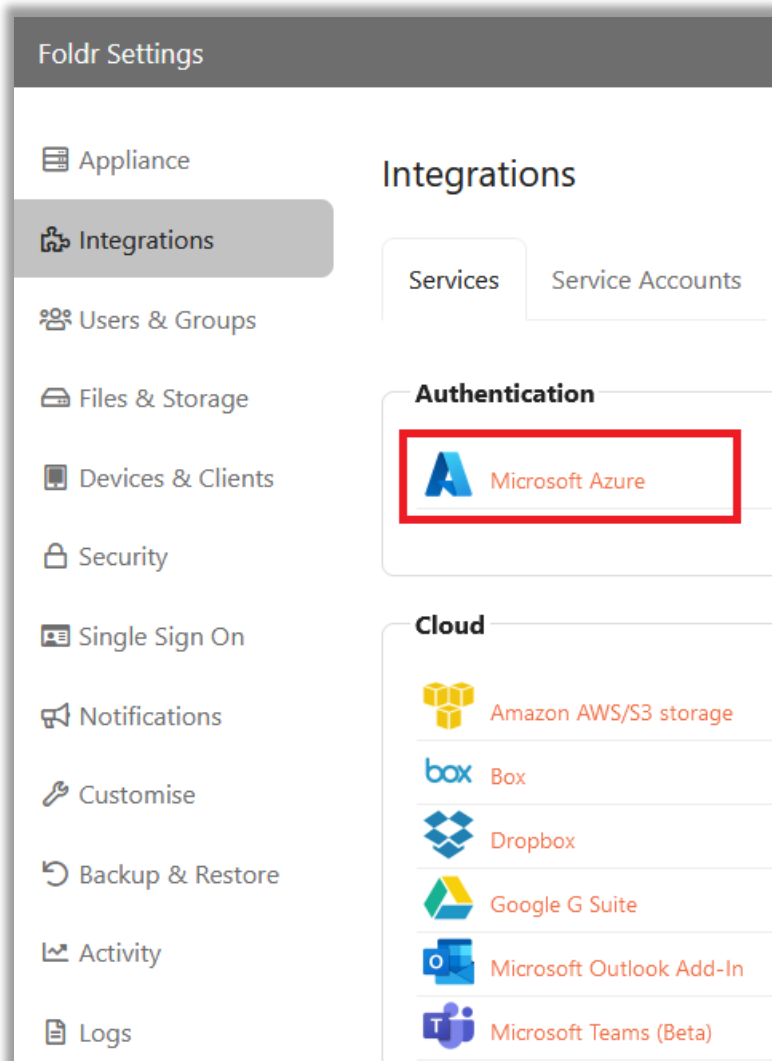 Foldr Settings
Appliance
Integrations
Users & Groups
Files & Storage
Devices & Clients
Security
Single Sign On
Notifications
Customise
Backup & Restore
Activity
Logs
Integrations
Services
Service Accounts
Authentication
Microsoft Azure
Cloud
Amazon AWS/S3 storage
box
Box
Dropbox
Google G Suite
Microsoft Outlook Add-In
Microsoft Teams (Beta)